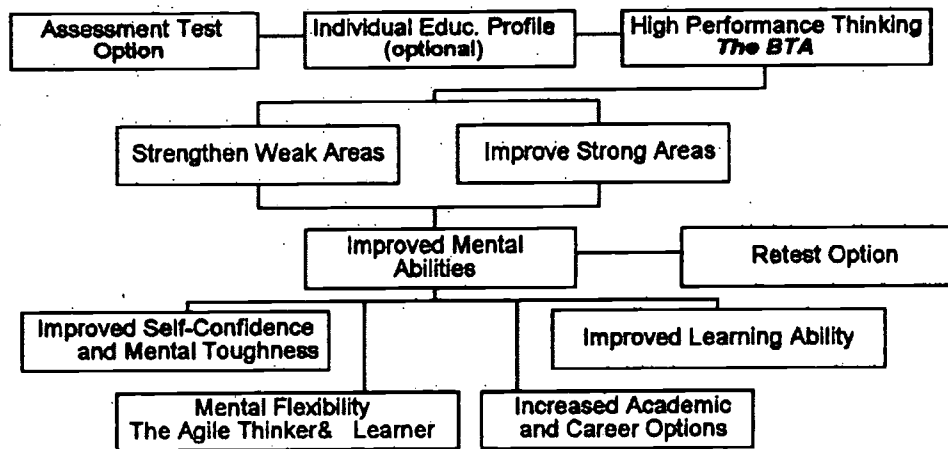 Assessment Test
Option
Individual Educ. Profile
(optional)
High Performance Thinking
The BTA
Strengthen Weak Areas
Improve Strong Areas
Improved Mental
Abilities
Retest Option
Improved Self-Confidence
and Mental Toughness
Improved Learning Ability
Mental Flexibility
The Agile Thinker& Learner
Increased Academic
and Career Options